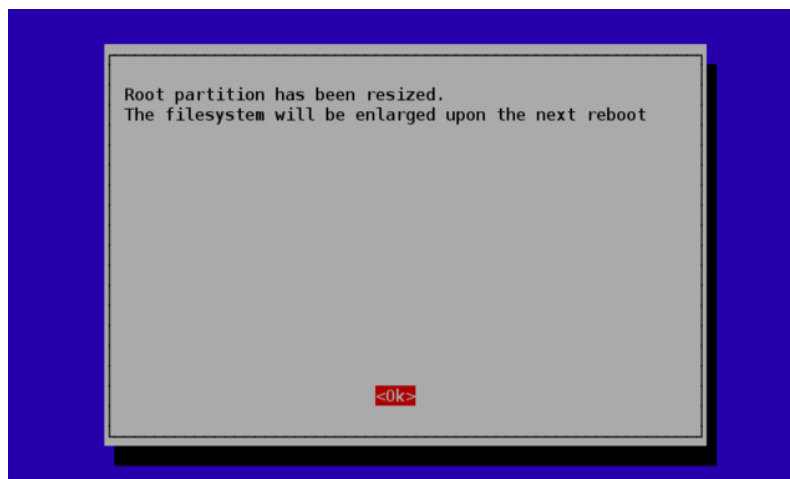 Root partition has been resized.
The filesystem will be enlarged upon the next reboot
<Ok>